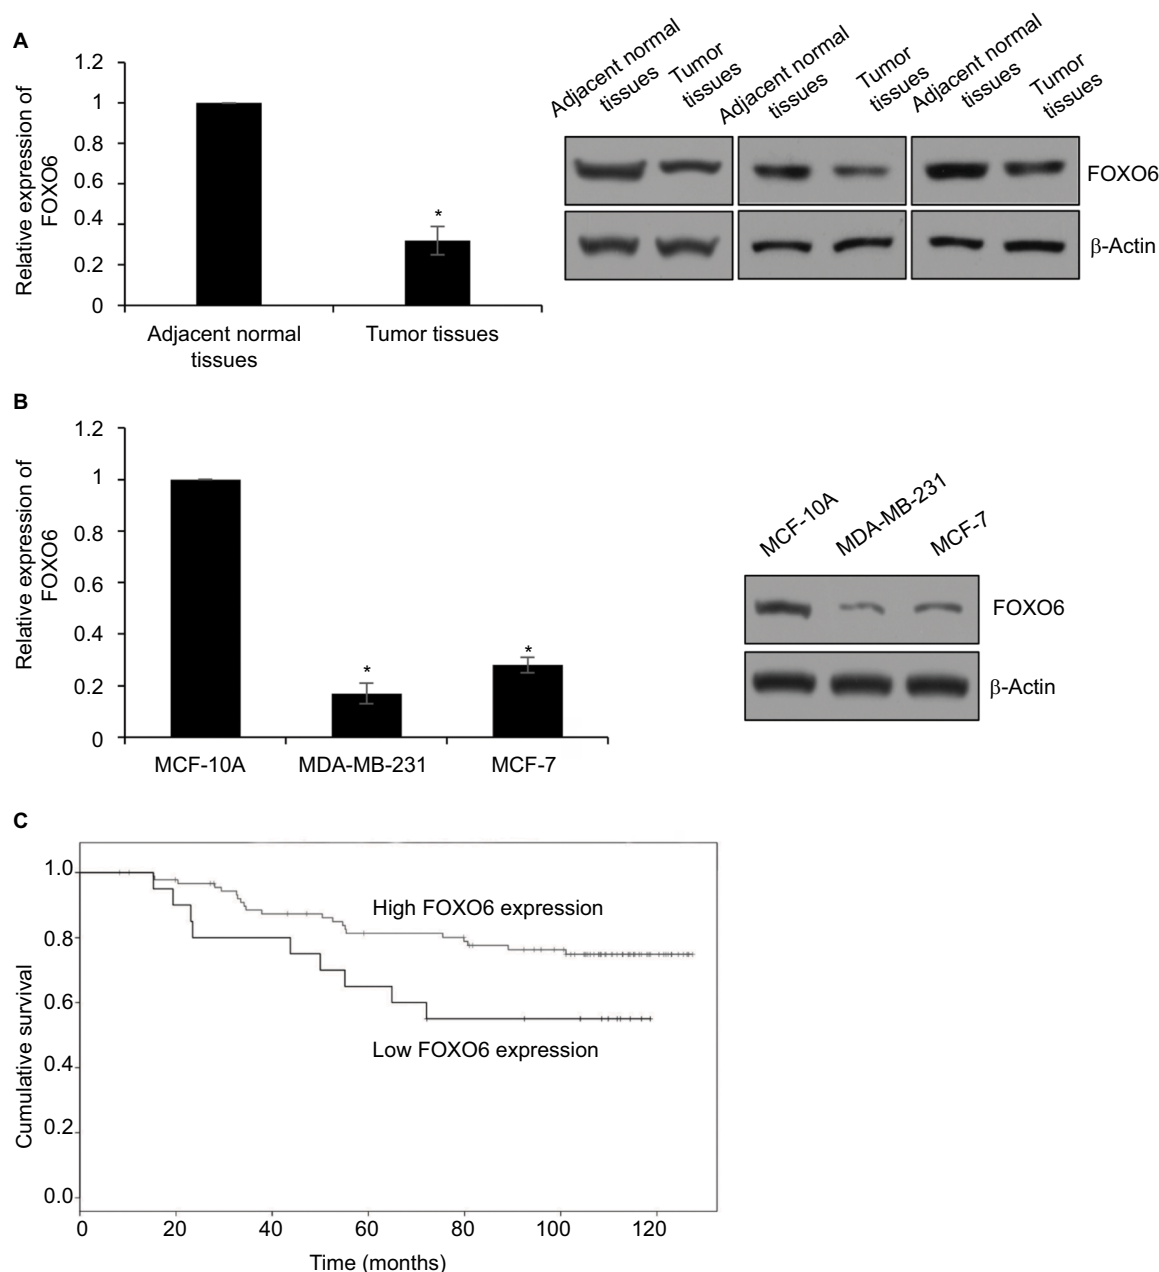 A
Relative expression of
FOXO6
1.2
1
0.8
0.6
0.4
0.2
0
*
Adjacent normal
tissues
Tumor tissues
Adjacent normal
tissues
Tumor
tissues
Adjacent normal
tissues
Tumor
tissues
Adjacent normal
tissues
Tumor
tissues
FOXO6
β-Actin
B
Relative expression of
FOXO6
1.2
1
0.8
0.6
0.4
0.2
0
*
*
MCF-10A
MDA-MB-231
MCF-7
MCF-10A
MDA-MB-231
MCF-7
FOXO6
β-Actin
C
Cumulative survival
1.0
0.8
0.6
0.4
0.2
0.0
High FOXO6 expression
Low FOXO6 expression
0 20 40 60 80 100 120
Time (months)